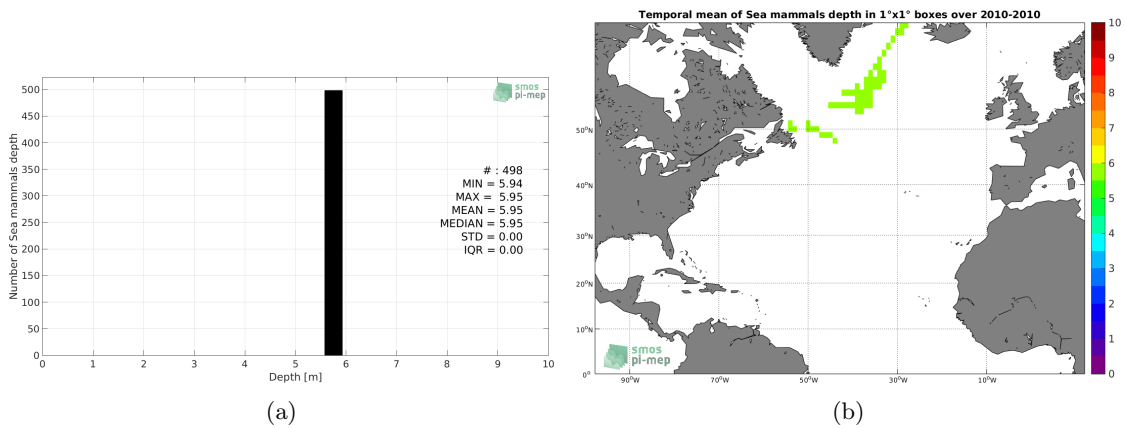 Number of Sea mammals depth
500
450
400
350
300
250
200
150
100
50
0
0 1 2 3 4 5 6 7 8 9 10
Depth [m]
smos
pi-mep
# : 498
MIN = 5.94
MAX = 5.95
MEAN = 5.95
MEDIAN = 5.95
STD = 0.00
IQR = 0.00
(a)
Temporal mean of Sea mammals depth in 1°x1° boxes over 2010-2010
50°N
40°N
30°N
20°N
10°N
0°
90°W 70°W 50°W 30°W 10°W
smos
pi-mep
10
9
8
7
6
5
4
3
2
1
0
(b)